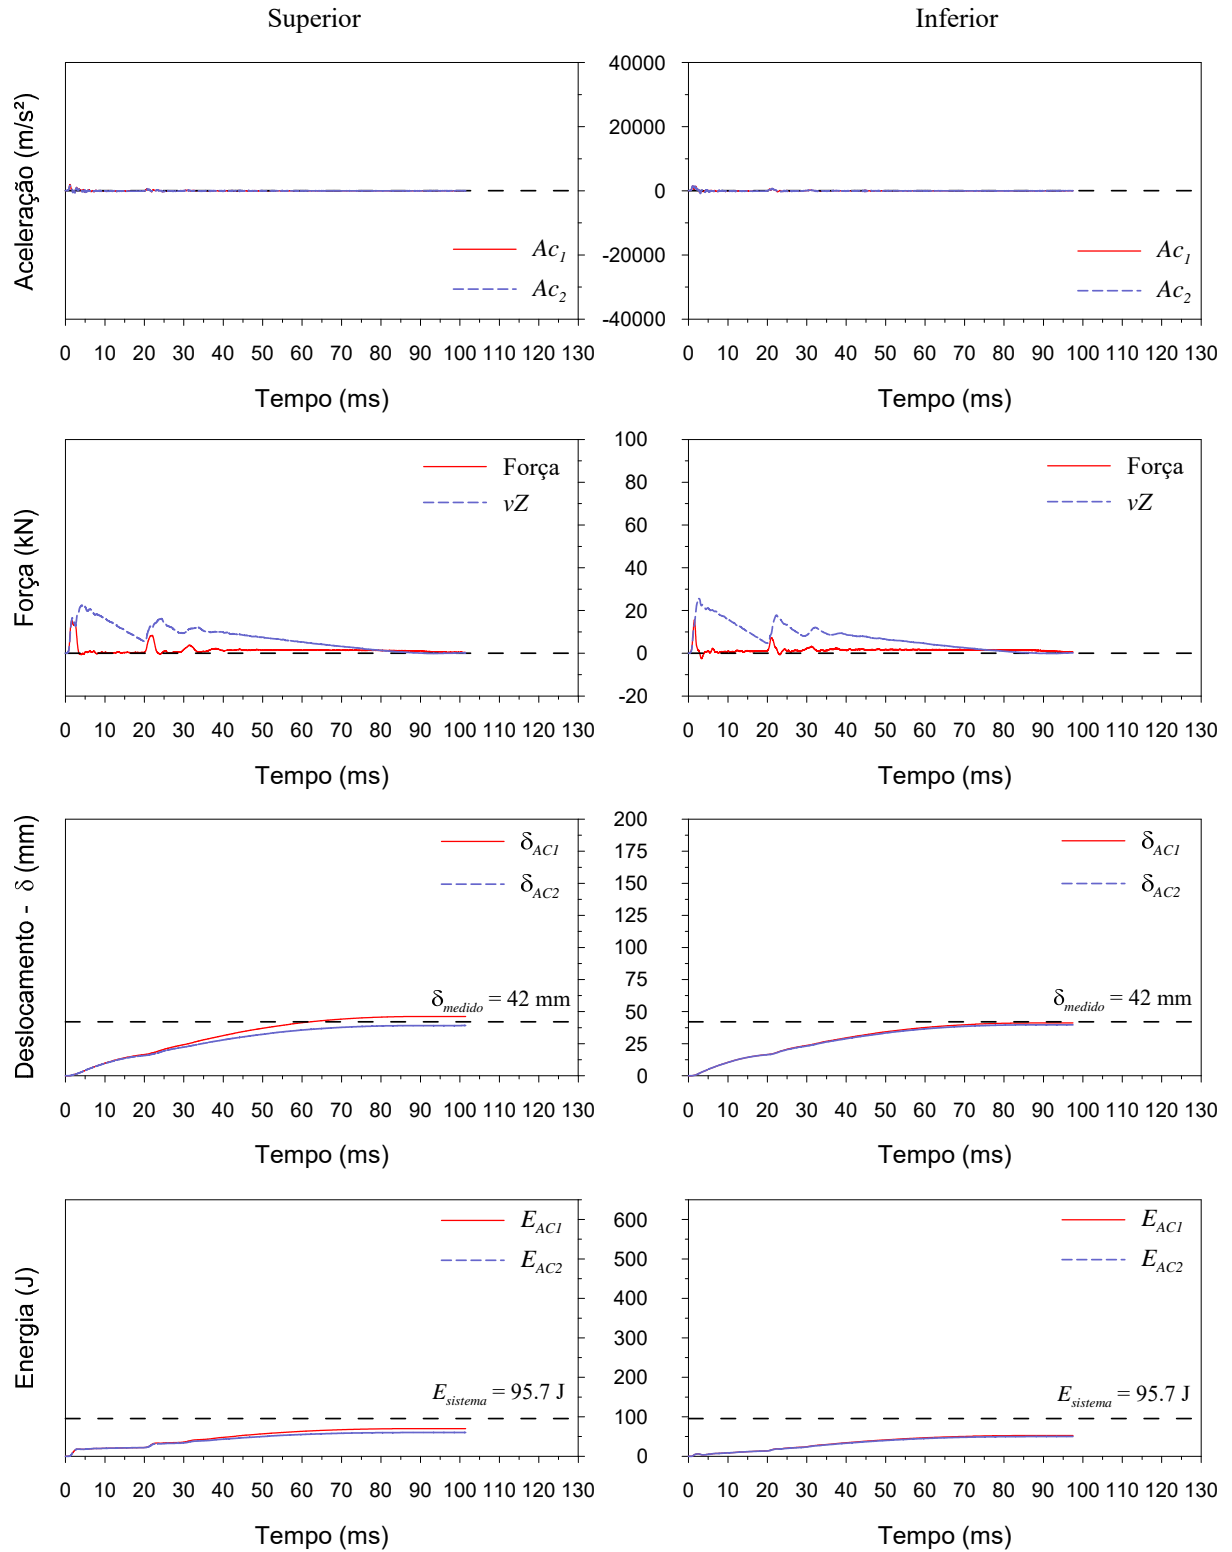 Superior Inferior
Aceleração (m/s²)
40000
20000
0
-20000
-40000
Ac1
Ac2
Ac1
Ac2
0 10 20 30 40 50 60 70 80 90 100 110 120 130
0 10 20 30 40 50 60 70 80 90 100 110 120 130
Tempo (ms) Tempo (ms)
Força (kN)
100
80
60
40
20
0
-20
Força
vZ
Força
vZ
0 10 20 30 40 50 60 70 80 90 100 110 120 130
0 10 20 30 40 50 60 70 80 90 100 110 120 130
Tempo (ms) Tempo (ms)
Deslocamento - δ (mm)
200
175
150
125
100
75
50
25
0
δAC1
δAC2
δmedido = 42 mm
δAC1
δAC2
δmedido = 42 mm
0 10 20 30 40 50 60 70 80 90 100 110 120 130
0 10 20 30 40 50 60 70 80 90 100 110 120 130
Tempo (ms) Tempo (ms)
Energia (J)
600
500
400
300
200
100
0
EAC1
EAC2
Esistema = 95.7 J
EAC1
EAC2
Esistema = 95.7 J
0 10 20 30 40 50 60 70 80 90 100 110 120 130
0 10 20 30 40 50 60 70 80 90 100 110 120 130
Tempo (ms) Tempo (ms)